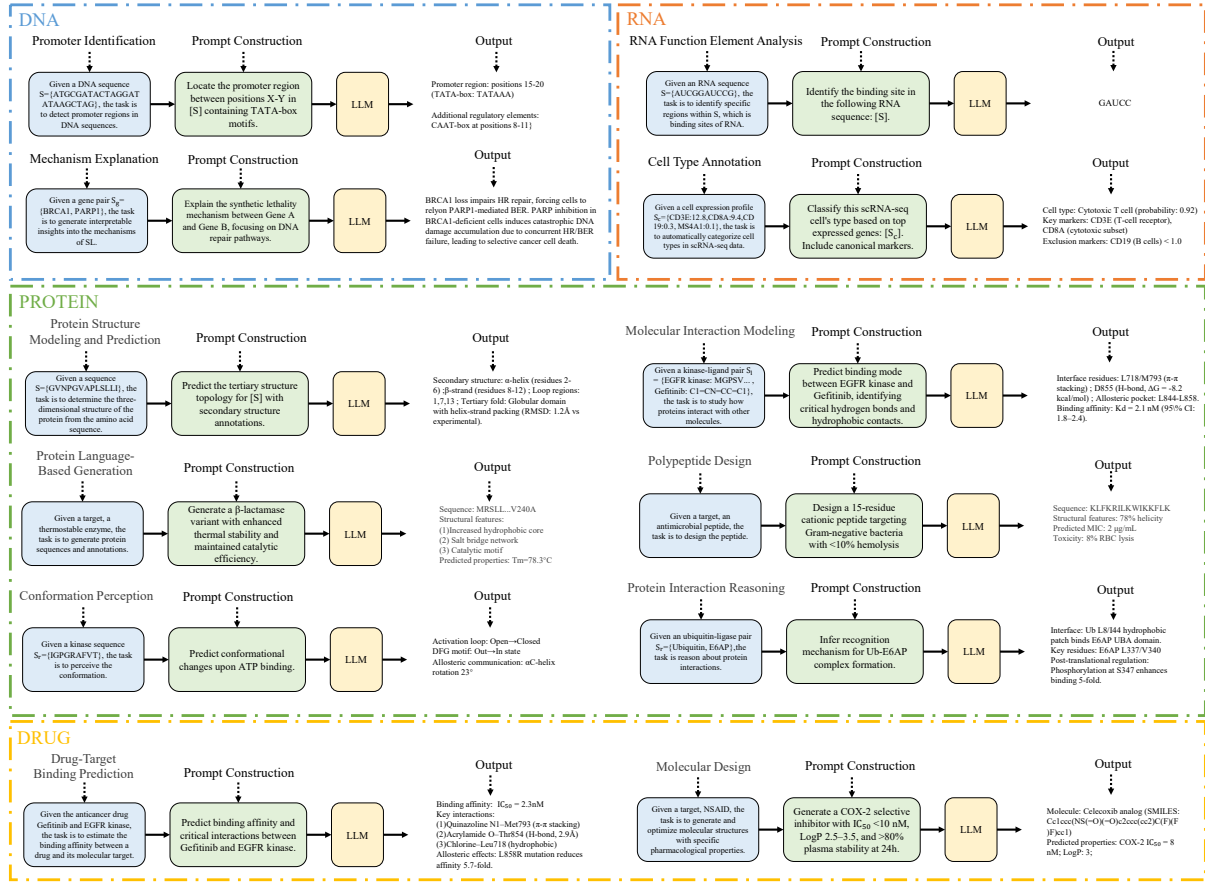 DNA
Promoter Identification
Prompt Construction
Output
Given a DNA sequence
S={ATGCGATACTAGGAT
ATAAGCTAG}, the task is
to detect promoter regions in
DNA sequences.
Locate the promoter region
between positions X-Y in
[S] containing TATA-box
motifs.
LLM
Promoter region: positions 15-20
(TATA-box: TATAAA)
Additional regulatory elements:
CAAT-box at positions 8-11}
Mechanism Explanation
Prompt Construction
Output
Given a gene pair Sg=
{BRCA1, PARP1}, the task
is to generate interpretable
insights into the mechanisms
of SL.
Explain the synthetic lethality
mechanism between Gene A
and Gene B, focusing on DNA
repair pathways.
LLM
BRCA1 loss impairs HR repair, forcing cells to
relyon PARP1-mediated BER. PARP inhibition in
BRCA1-deficient cells induces catastrophic DNA
damage accumulation due to concurrent HR/BER
failure, leading to selective cancer cell death.
RNA
RNA Function Element Analysis
Prompt Construction
Output
Given an RNA sequence
S={AUCGGAUCCG}, the
task is to identify specific
regions within S, which is
binding sites of RNA.
Identify the binding site in
the following RNA
sequence: [S].
LLM
GAUCC
Cell Type Annotation
Prompt Construction
Output
Given a cell expression profile
Sc={CD3E:12.8,CD8A:9.4,CD
19:0.3, MS4A1:0.1}, the task is
to automatically categorize cell
types in scRNA-seq data.
Classify this scRNA-seq
cell's type based on top
expressed genes: [Sc].
Include canonical markers.
LLM
Cell type: Cytotoxic T cell (probability: 0.92)
Key markers: CD3E (T-cell receptor),
CD8A (cytotoxic subset)
Exclusion markers: CD19 (B cells) < 1.0
PROTEIN
Protein Structure
Modeling and Prediction
Prompt Construction
Output
Given a sequence
S={GVNPGVAPLSLLI}, the
task is to determine the three-
dimensional structure of the
protein from the amino acid
sequence.
Predict the tertiary structure
topology for [S] with
secondary structure
annotations.
LLM
Secondary structure: α-helix (residues 2-
6) ;β-strand (residues 8-12) ; Loop regions:
1,7,13 ; Tertiary fold: Globular domain
with helix-strand packing (RMSD: 1.2Å vs
experimental).
Molecular Interaction Modeling
Prompt Construction
Output
Given a kinase-ligand pair Si
= {EGFR kinase: MGPSV... ,
Gefitinib: C1=CN=CC=C1},
the task is to study how
proteins interact with other
molecules.
Predict binding mode
between EGFR kinase and
Gefitinib, identifying
critical hydrogen bonds and
hydrophobic contacts.
LLM
Interface residues: L718/M793 (π-π
stacking) ; D855 (H-bond, ΔG = -8.2
kcal/mol) ; Allosteric pocket: L844-L858.
Binding affinity: Kd = 2.1 nM (95\% CI:
1.8–2.4).
Protein Language-
Based Generation
Prompt Construction
Output
Given a target, a
thermostable enzyme, the
task is to generate protein
sequences and annotations.
Generate a β-lactamase
variant with enhanced
thermal stability and
maintained catalytic
efficiency.
LLM
Sequence: MRSLL...V240A
Structural features:
(1)Increased hydrophobic core
(2) Salt bridge network
(3) Catalytic motif
Predicted properties: Tm=78.3°C
Polypeptide Design
Prompt Construction
Output
Given a target, an
antimicrobial peptide, the
task is to design the peptide.
Design a 15-residue
cationic peptide targeting
Gram-negative bacteria
with <10% hemolysis
LLM
Sequence: KLFKRILKWIKKFLK
Structural features: 78% helicity
Predicted MIC: 2 μg/mL
Toxicity: 8% RBC lysis
Conformation Perception
Prompt Construction
Output
Given a kinase sequence
Sr={IGPGRAFVT}, the task
is to perceive the
conformation.
Predict conformational
changes upon ATP binding.
LLM
Activation loop: Open→Closed
DFG motif: Out→In state
Allosteric communication: αC-helix
rotation 23°
Protein Interaction Reasoning
Prompt Construction
Output
Given an ubiquitin-ligase pair
Sr={Ubiquitin, E6AP},the
task is reason about protein
interactions.
Infer recognition
mechanism for Ub-E6AP
complex formation.
LLM
Interface: Ub L8/I44 hydrophobic
patch binds E6AP UBA domain.
Key residues: E6AP L337/V340
Post-translational regulation:
Phosphorylation at S347 enhances
binding 5-fold.
DRUG
Drug-Target
Binding Prediction
Prompt Construction
Output
Given the anticancer drug
Gefitinib and EGFR kinase,
the task is to estimate the
binding affinity between a
drug and its molecular target.
Predict binding affinity and
critical interactions between
Gefitinib and EGFR kinase.
LLM
Binding affinity: IC₅₀ = 2.3nM
Key interactions:
(1)Quinazoline N1–Met793 (π-π stacking)
(2)Acrylamide O–Thr854 (H-bond, 2.9Å)
(3)Chlorine–Leu718 (hydrophobic)
Allosteric effects: L858R mutation reduces
affinity 5.7-fold.
Molecular Design
Prompt Construction
Output
Given a target, NSAID, the
task is to generate and
optimize molecular structures
with specific
pharmacological properties.
Generate a COX-2 selective
inhibitor with IC₅₀ <10 nM,
LogP 2.5–3.5, and >80%
plasma stability at 24h.
LLM
Molecule: Celecoxib analog (SMILES:
Cc1ccc(NS(=O)(=O)c2ccc(cc2)C(F)(F
)F)cc1)
Predicted properties: COX-2 IC₅₀ = 8
nM; LogP: 3;